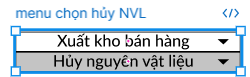 menu chọn hủy NVL </>
Xuất kho bán hàng
Hủy nguyên vật liệu